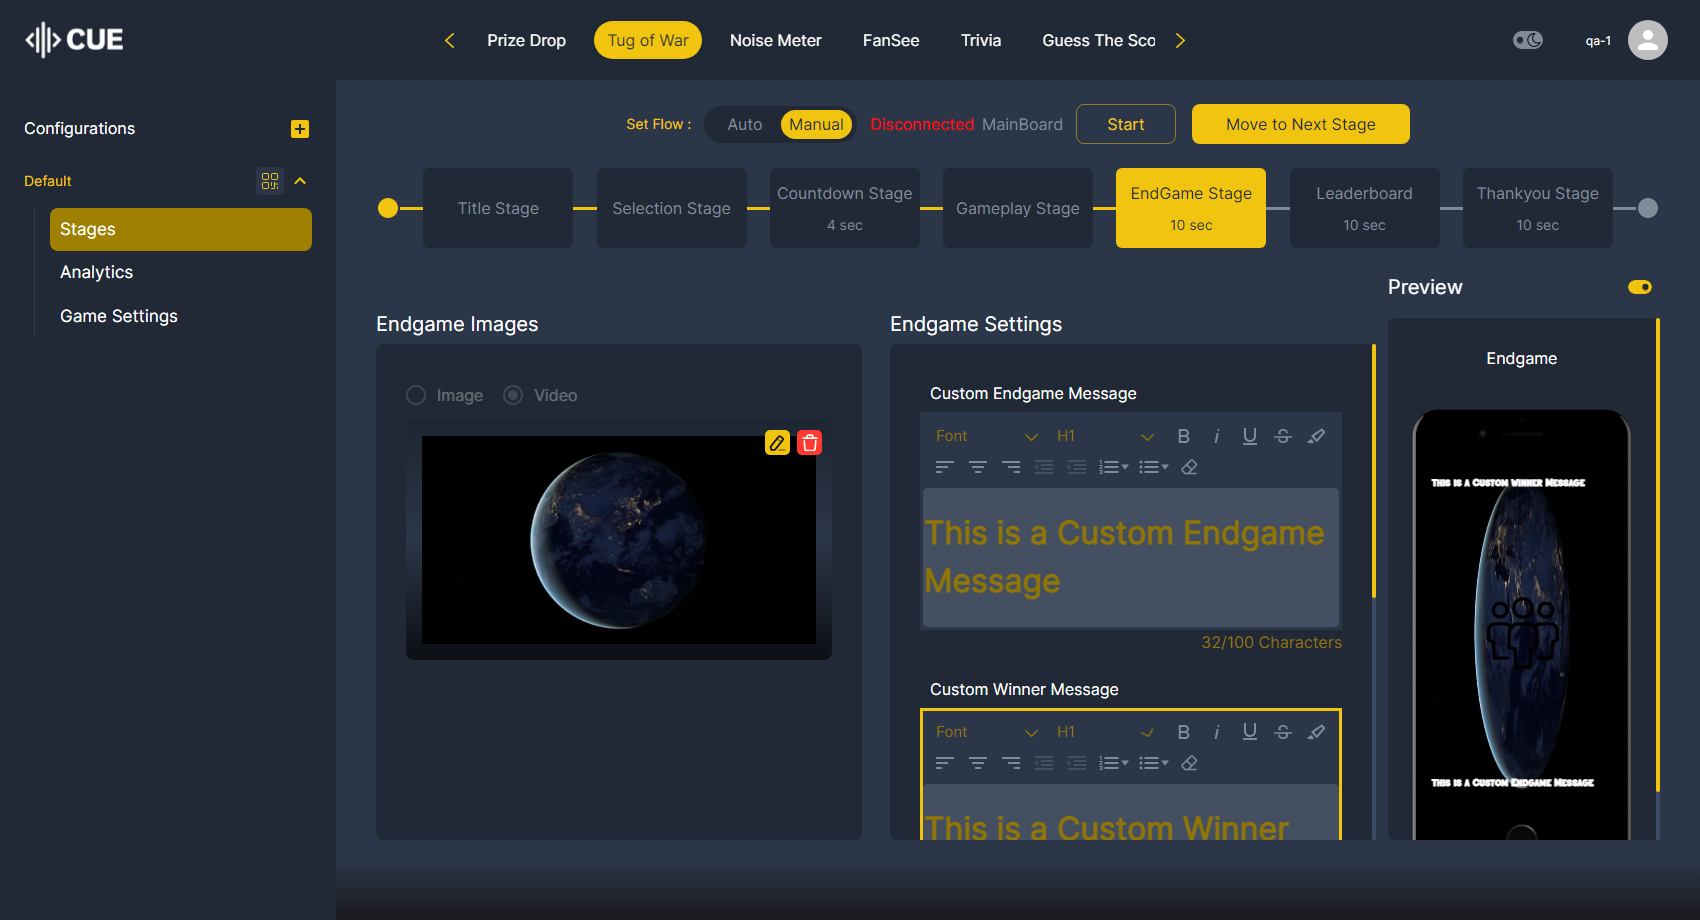 CUE
Prize Drop
Tug of War
Noise Meter
FanSee
Trivia
Guess The Sco
qa-1
Configurations
Default
Stages
Analytics
Game Settings
Set Flow :
Auto
Manual
Disconnected MainBoard
Start
Move to Next Stage
Title Stage
Selection Stage
Countdown Stage
4 sec
Gameplay Stage
EndGame Stage
10 sec
Leaderboard
10 sec
Thankyou Stage
10 sec
Endgame Images
Image
Video
Endgame Settings
Custom Endgame Message
Font
H1
B
i
U
S
This is a Custom Endgame
Message
32/100 Characters
Custom Winner Message
Font
H1
B
i
U
S
This is a Custom Winner
Preview
Endgame
This is a Custom Winner Message
This is a Custom Endgame Message